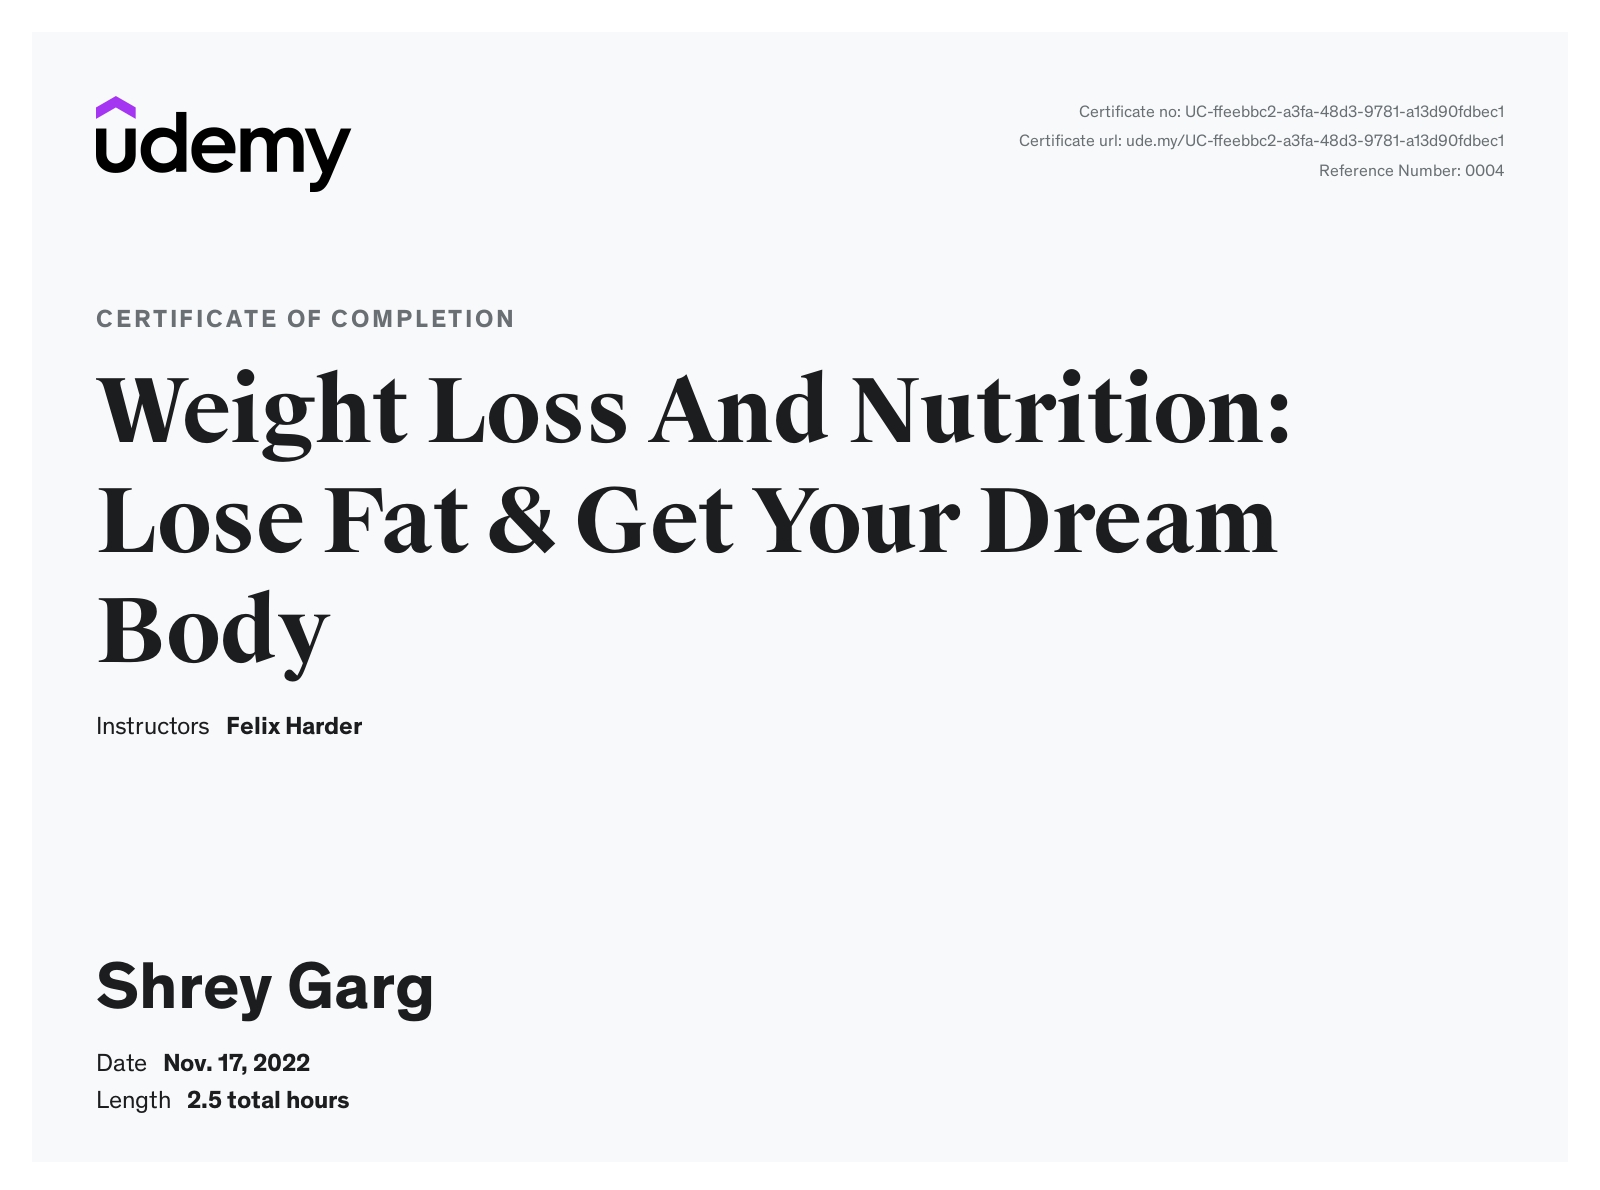 udemy
Certificate no: UC-ffeebbc2-a3fa-48d3-9781-a13d90fdbec1
Certificate url: ude.my/UC-ffeebbc2-a3fa-48d3-9781-a13d90fdbec1
Reference Number: 0004
CERTIFICATE OF COMPLETION
Weight Loss And Nutrition:
Lose Fat & Get Your Dream
Body
Instructors Felix Harder
Shrey Garg
Date Nov. 17, 2022
Length 2.5 total hours